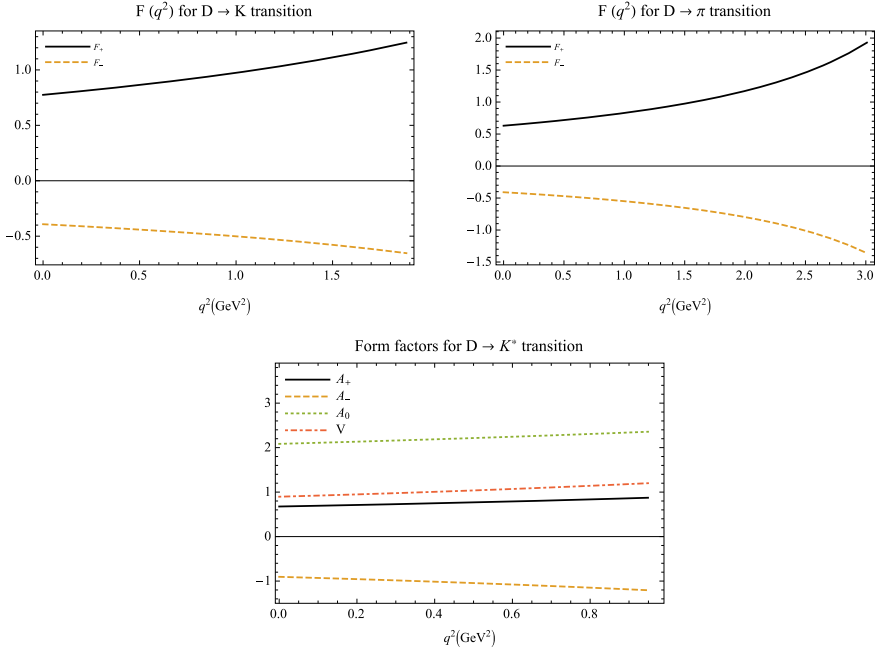 F (q²) for D → K transition
F₊
F₋
1.0
0.5
0.0
−0.5
0.0 0.5 1.0 1.5
q²(GeV²)
F (q²) for D → π transition
F₊
F₋
2.0
1.5
1.0
0.5
0.0
−0.5
−1.0
−1.5
0.0 0.5 1.0 1.5 2.0 2.5 3.0
q²(GeV²)
Form factors for D → K* transition
A₊
A₋
A₀
V
3
2
1
0
−1
0.0 0.2 0.4 0.6 0.8
q²(GeV²)